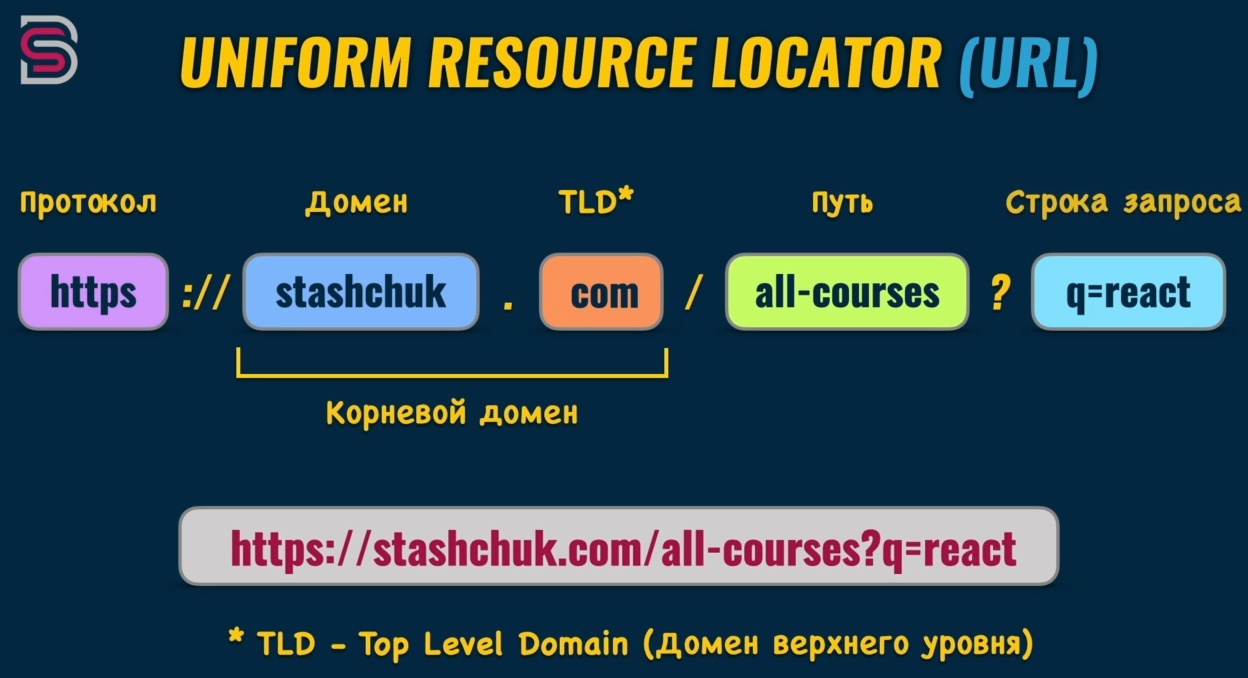 UNIFORM RESOURCE LOCATOR (URL)
Протокол Домен TLD* Путь Строка запроса
https :// stashchuk . com / all-courses ? q=react
Корневой домен
https://stashchuk.com/all-courses?q=react
* TLD - Top Level Domain (Домен верхнего уровня)